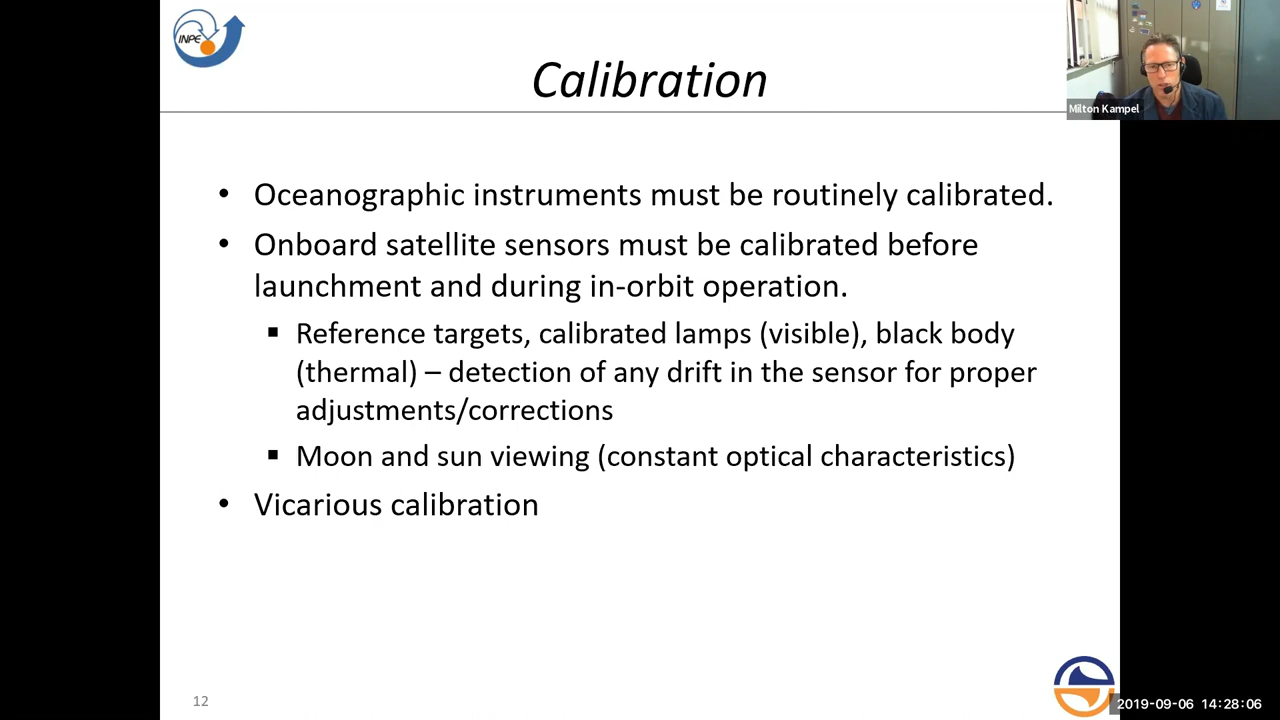 INPE
Calibration
Milton Kampel
• Oceanographic instruments must be routinely calibrated.
• Onboard satellite sensors must be calibrated before
launchment and during in-orbit operation.
▪ Reference targets, calibrated lamps (visible), black body
(thermal) – detection of any drift in the sensor for proper
adjustments/corrections
▪ Moon and sun viewing (constant optical characteristics)
• Vicarious calibration
12
2019-09-06 14:28:06